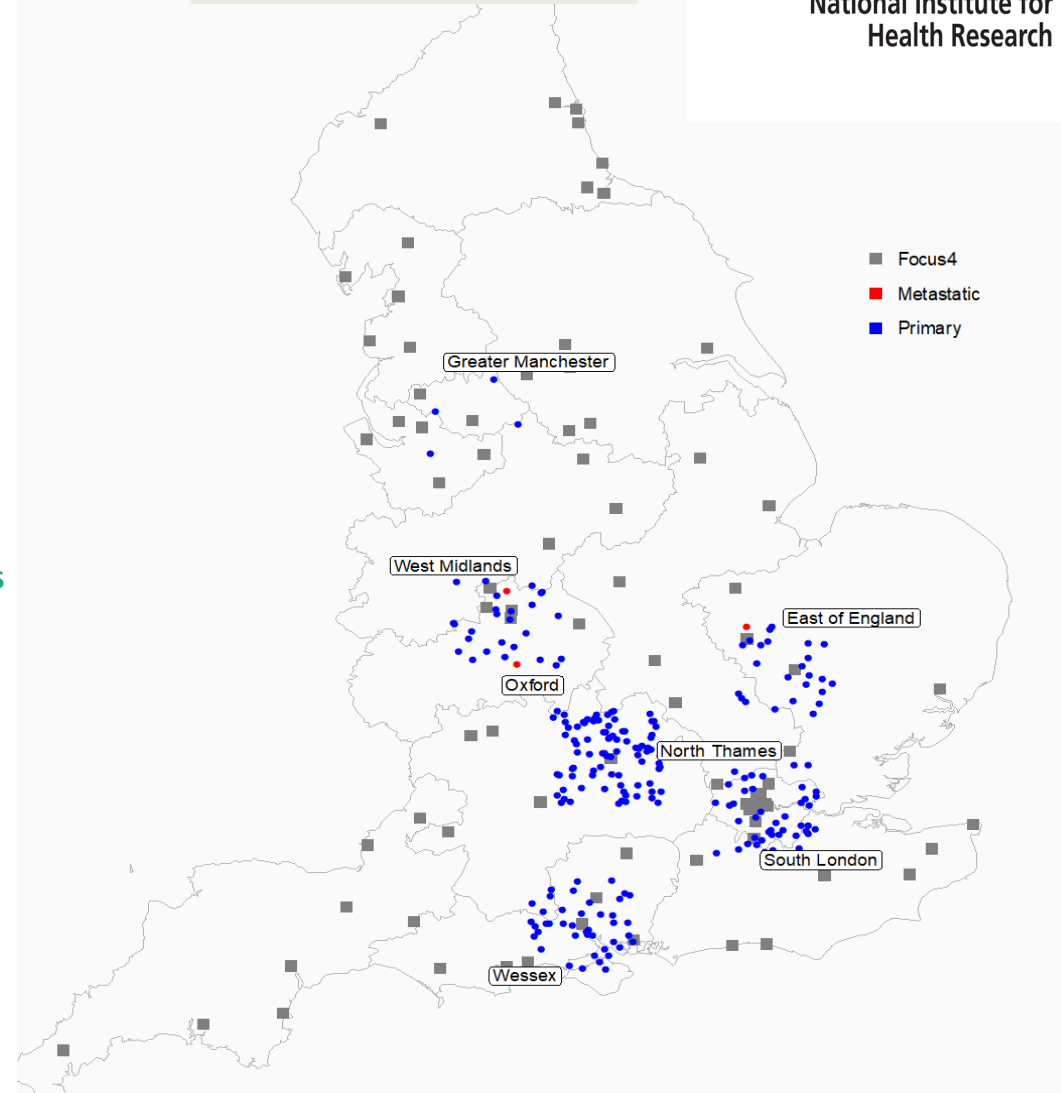 National Institute for
Health Research
Focus4
Metastatic
Primary
Greater Manchester
West Midlands
s
East of England
Oxford
North Thames
South London
Wessex